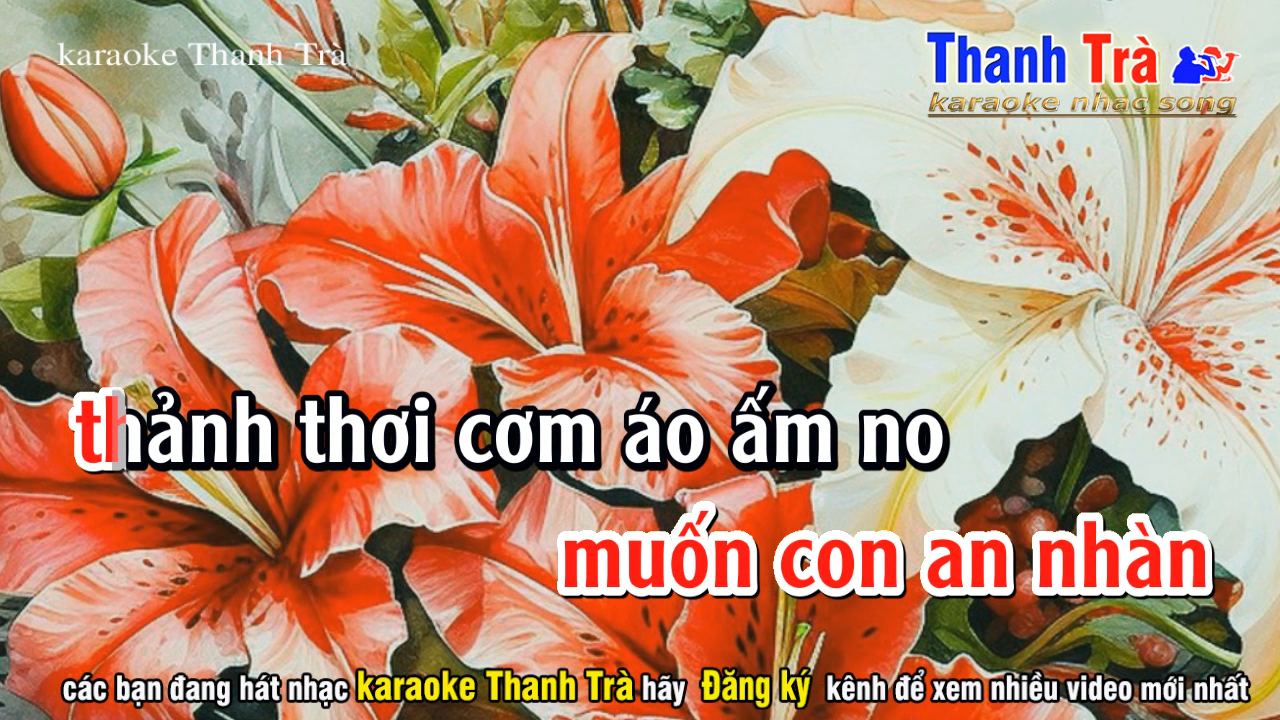 karaoke Thanh Trà
Thanh Trà
karaoke nhạc song
thảnh thơi cơm áo ấm no
muốn con an nhàn
các bạn đang hát nhạc karaoke Thanh Trà hãy Đăng ký kênh để xem nhiều video mới nhất